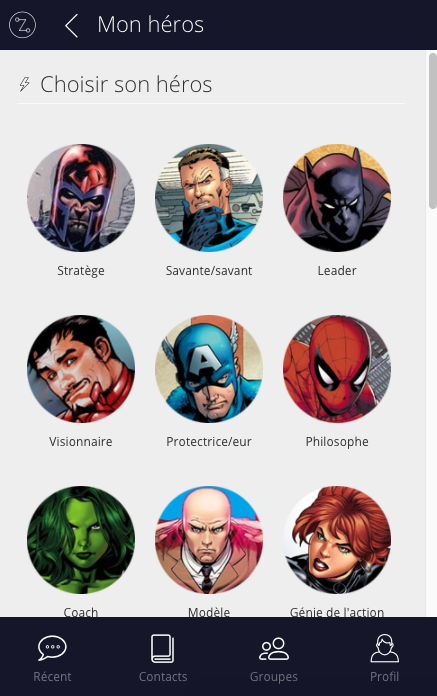 Mon héros
Choisir son héros
Stratège
Savante/savant
Leader
Visionnaire
Protectrice/eur
Philosophe
Coach
Modèle
Génie de l'action
Récent
Contacts
Groupes
Profil